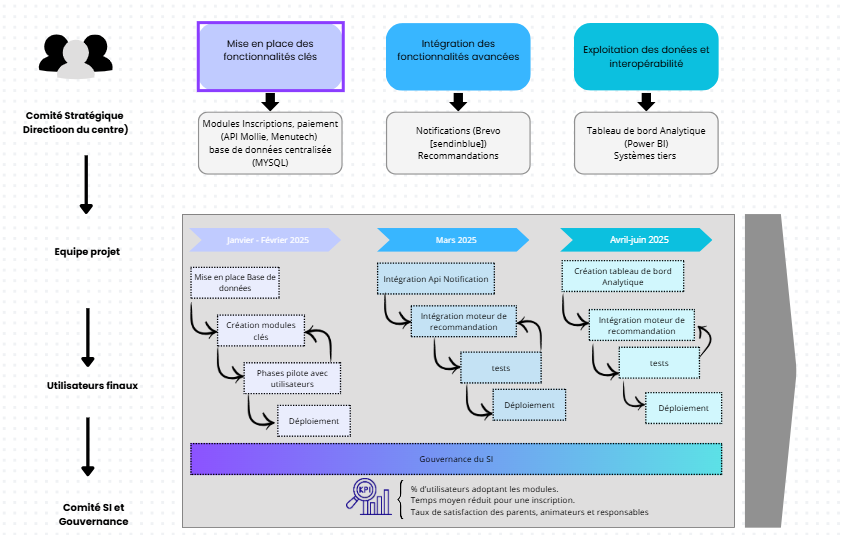 Comité Stratégique
Directioon du centre)
Equipe projet
Utilisateurs finaux
Comité SI et
Gouvernance
Mise en place des
fonctionnalités clés
Modules Inscriptions, paiement
(API Mollie, Menutech)
base de données centralisée
(MYSQL)
Intégration des
fonctionnalités avancées
Notifications (Brevo
[sendinblue])
Recommandations
Exploitation des donées et
interopérabilité
Tableau de bord Analytique
(Power BI)
Systèmes tiers
Janvier - Février 2025
Mise en place Base de
données
Création modules
clés
Phases pilote avec
utilisateurs
Déploiement
Mars 2025
Intégration Api Notification
Intégration moteur de
recommandation
tests
Déploiement
Avril-juin 2025
Création tableau de bord
Analytique
Intégration moteur de
recommandation
tests
Déploiement
Gouvernance du SI
KPI
% d'utilisateurs adoptant les modules.
Temps moyen réduit pour une inscription.
Taux de satisfaction des parents, animateurs et responsables